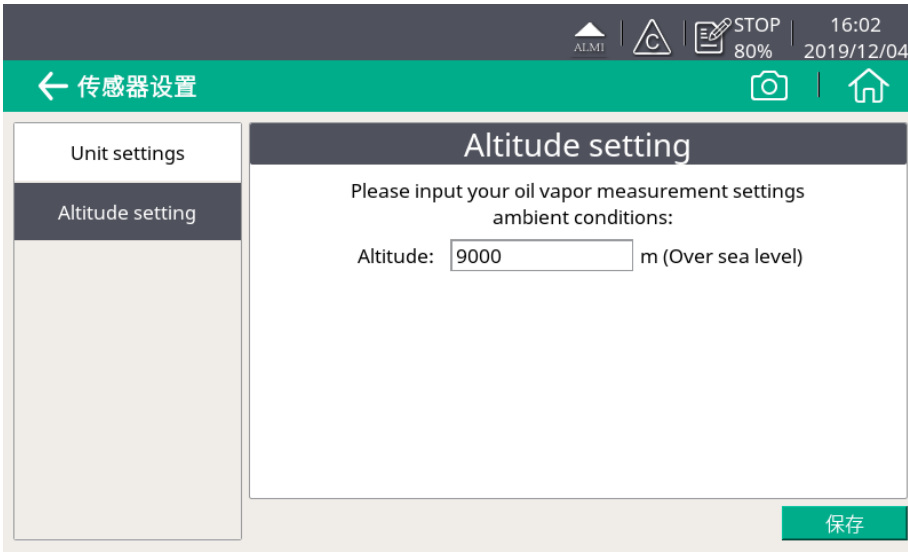 ALMI
C
STOP
80%
16:02
2019/12/04
传感器设置
Unit settings
Altitude setting
Altitude setting
Please input your oil vapor measurement settings
ambient conditions:
Altitude: 9000 m (Over sea level)
保存